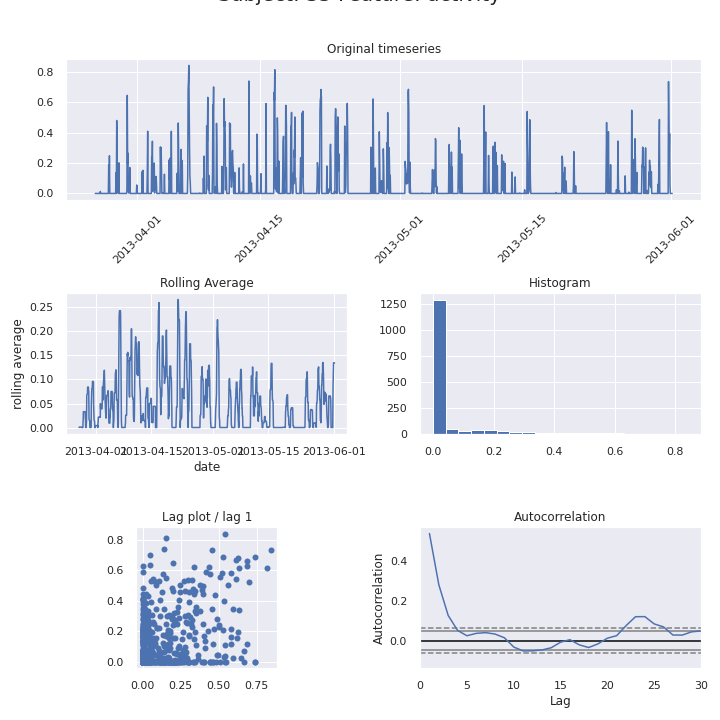 Original timeseries
0.8
0.6
0.4
0.2
0.0
2013-04-01
2013-04-15
2013-05-01
2013-05-15
2013-06-01
Rolling Average
rolling average
0.25
0.20
0.15
0.10
0.05
0.00
2013-04-01 2013-04-15 2013-05-01 2013-05-15 2013-06-01
date
Histogram
1250
1000
750
500
250
0
0.0 0.2 0.4 0.6 0.8
Lag plot / lag 1
0.8
0.6
0.4
0.2
0.0
0.00 0.25 0.50 0.75
Autocorrelation
Autocorrelation
0.4
0.2
0.0
0 5 10 15 20 25 30
Lag